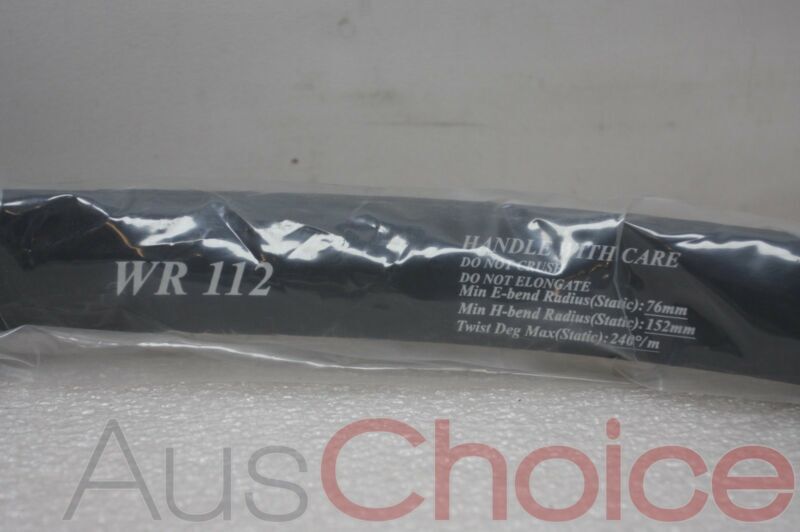 WR 112
HANDLE WITH CARE
DO NOT CRUSH
DO NOT ELONGATE
Min E-bend Radius(Static): 76mm
Min H-bend Radius(Static): 152mm
Twist Deg Max(Static): 240°/m
AusChoice